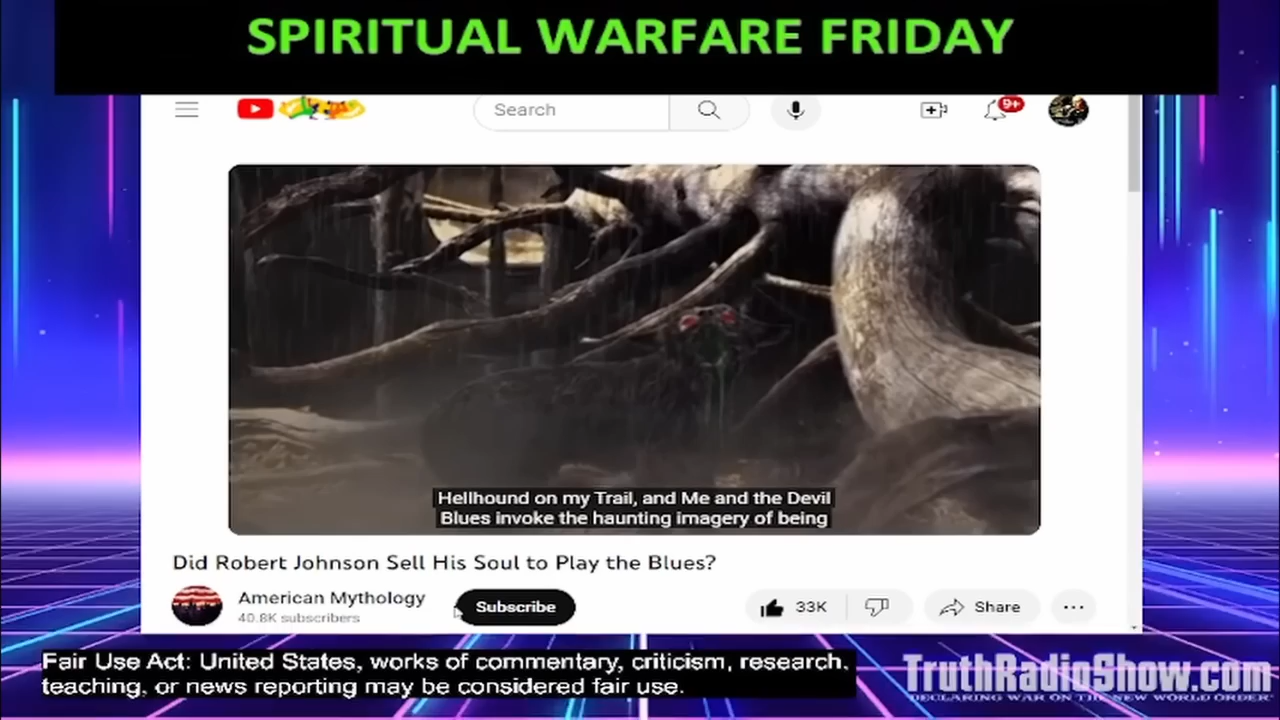 SPIRITUAL WARFARE FRIDAY
Search
9+
Hellhound on my Trail, and Me and the Devil
Blues invoke the haunting imagery of being
Did Robert Johnson Sell His Soul to Play the Blues?
American Mythology
40.8K subscribers
Subscribe
33K
Share
Fair Use Act: United States, works of commentary, criticism, research,
teaching, or news reporting may be considered fair use.
TruthRadioShow.com
DECLARING WAR ON THE NEW WORLD ORDER